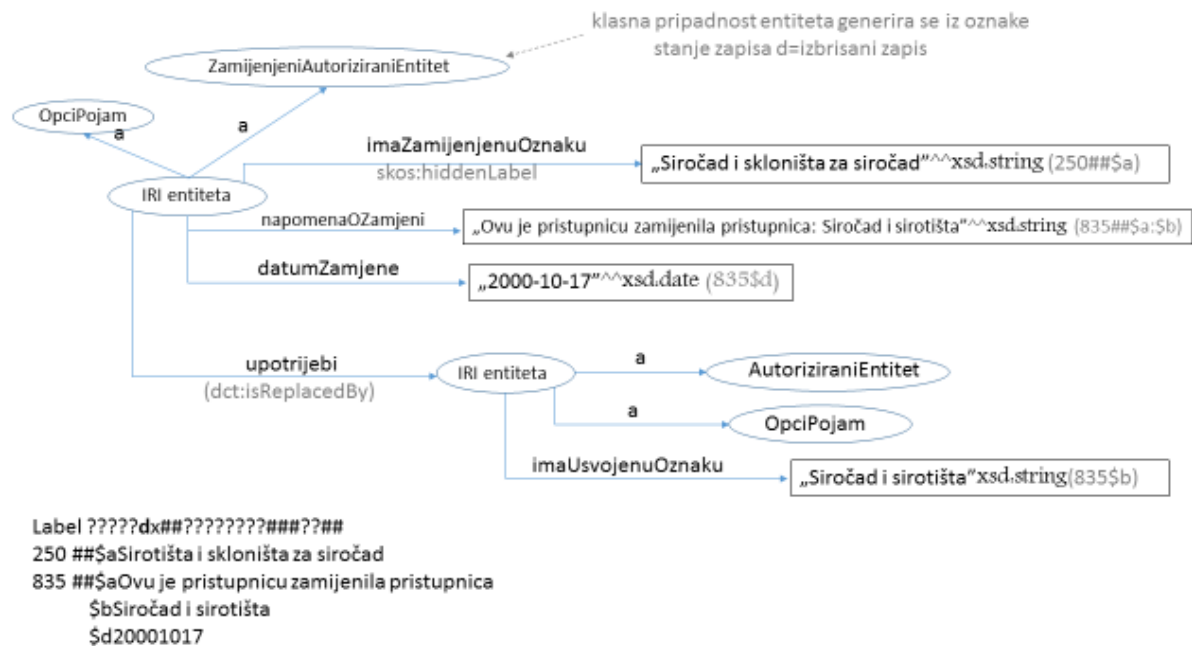 klasna pripadnost entiteta generira se iz oznake
stanje zapisa d=izbrisani zapis
ZamijenjeniAutoriziraniEntitet
OpciPojam
a
a
imaZamijenjenuOznaku
skos:hiddenLabel
„Siročad i skloništa za siročad”^^xsd:string (250##$a)
IRI entiteta
napomenaOZamjeni
„Ovu je pristupnicu zamijenila pristupnica: Siročad i sirotišta”^^xsd:string (835##$a:$b)
datumZamjene
„2000-10-17”^^xsd:date (835$d)
upotrijebi
(dct:isReplacedBy)
IRI entiteta
a
AutoriziraniEntitet
a
OpciPojam
imaUsvojenuOznaku
„Siročad i sirotišta”xsd:string(835$b)
Label ?????dx##????????###??##
250 ##$aSirotišta i skloništa za siročad
835 ##$aOvu je pristupnicu zamijenila pristupnica
$bSiročad i sirotišta
$d20001017